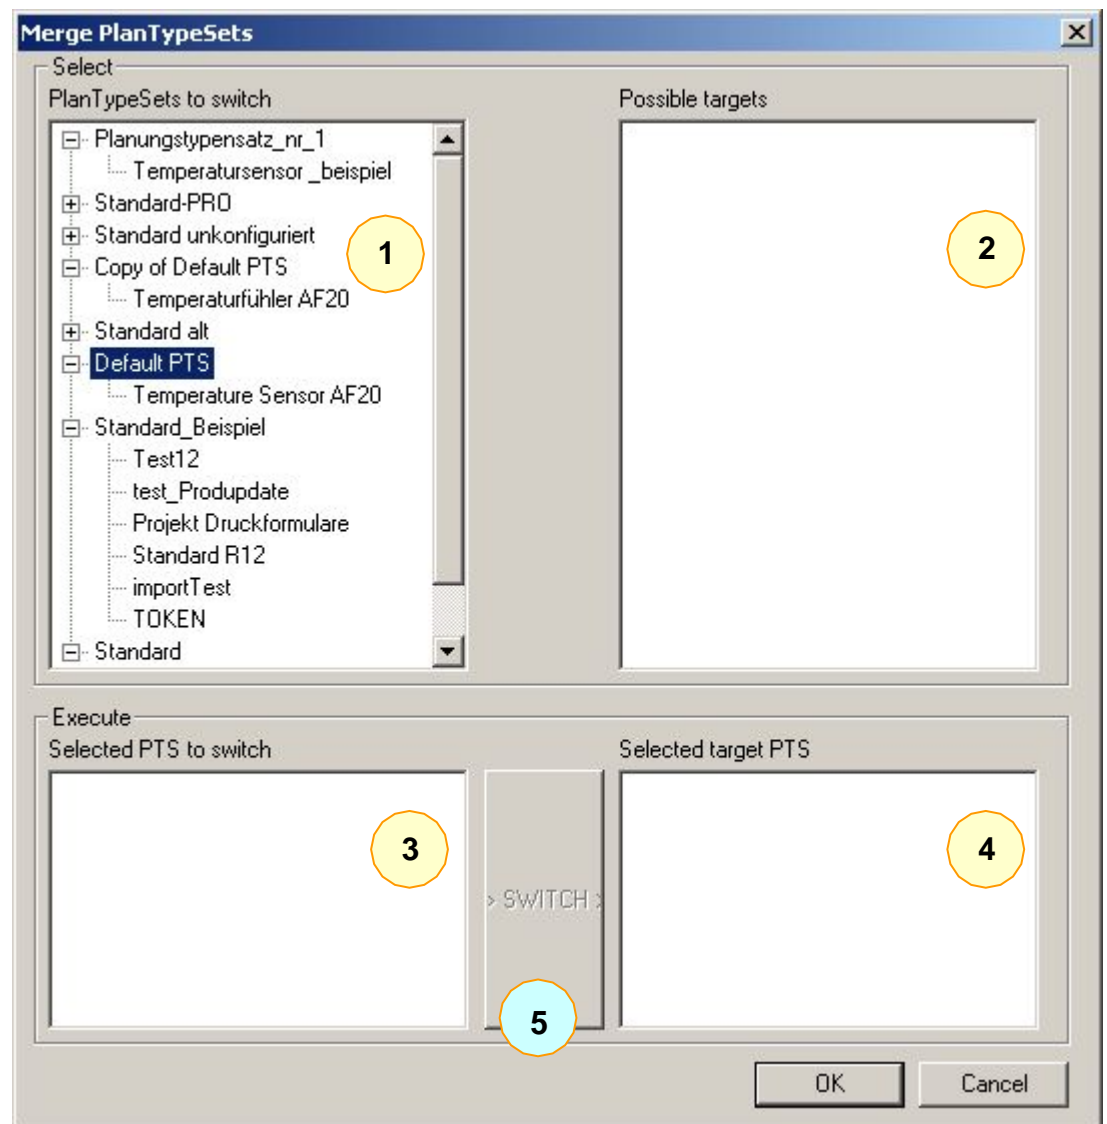 Merge PlanTypeSets
Select
PlanTypeSets to switch
Possible targets
Planungstypensatz_nr_1
Temperatursensor _beispiel
Standard-PRO
Standard unkonfiguriert
1
2
Copy of Default PTS
Temperaturfühler AF20
Standard alt
Default PTS
Temperature Sensor AF20
Standard_Beispiel
Test12
test_Produpdate
Projekt Druckformulare
Standard R12
importTest
TOKEN
Standard
Execute
Selected PTS to switch
Selected target PTS
3
4
> SWITCH >
5
OK
Cancel